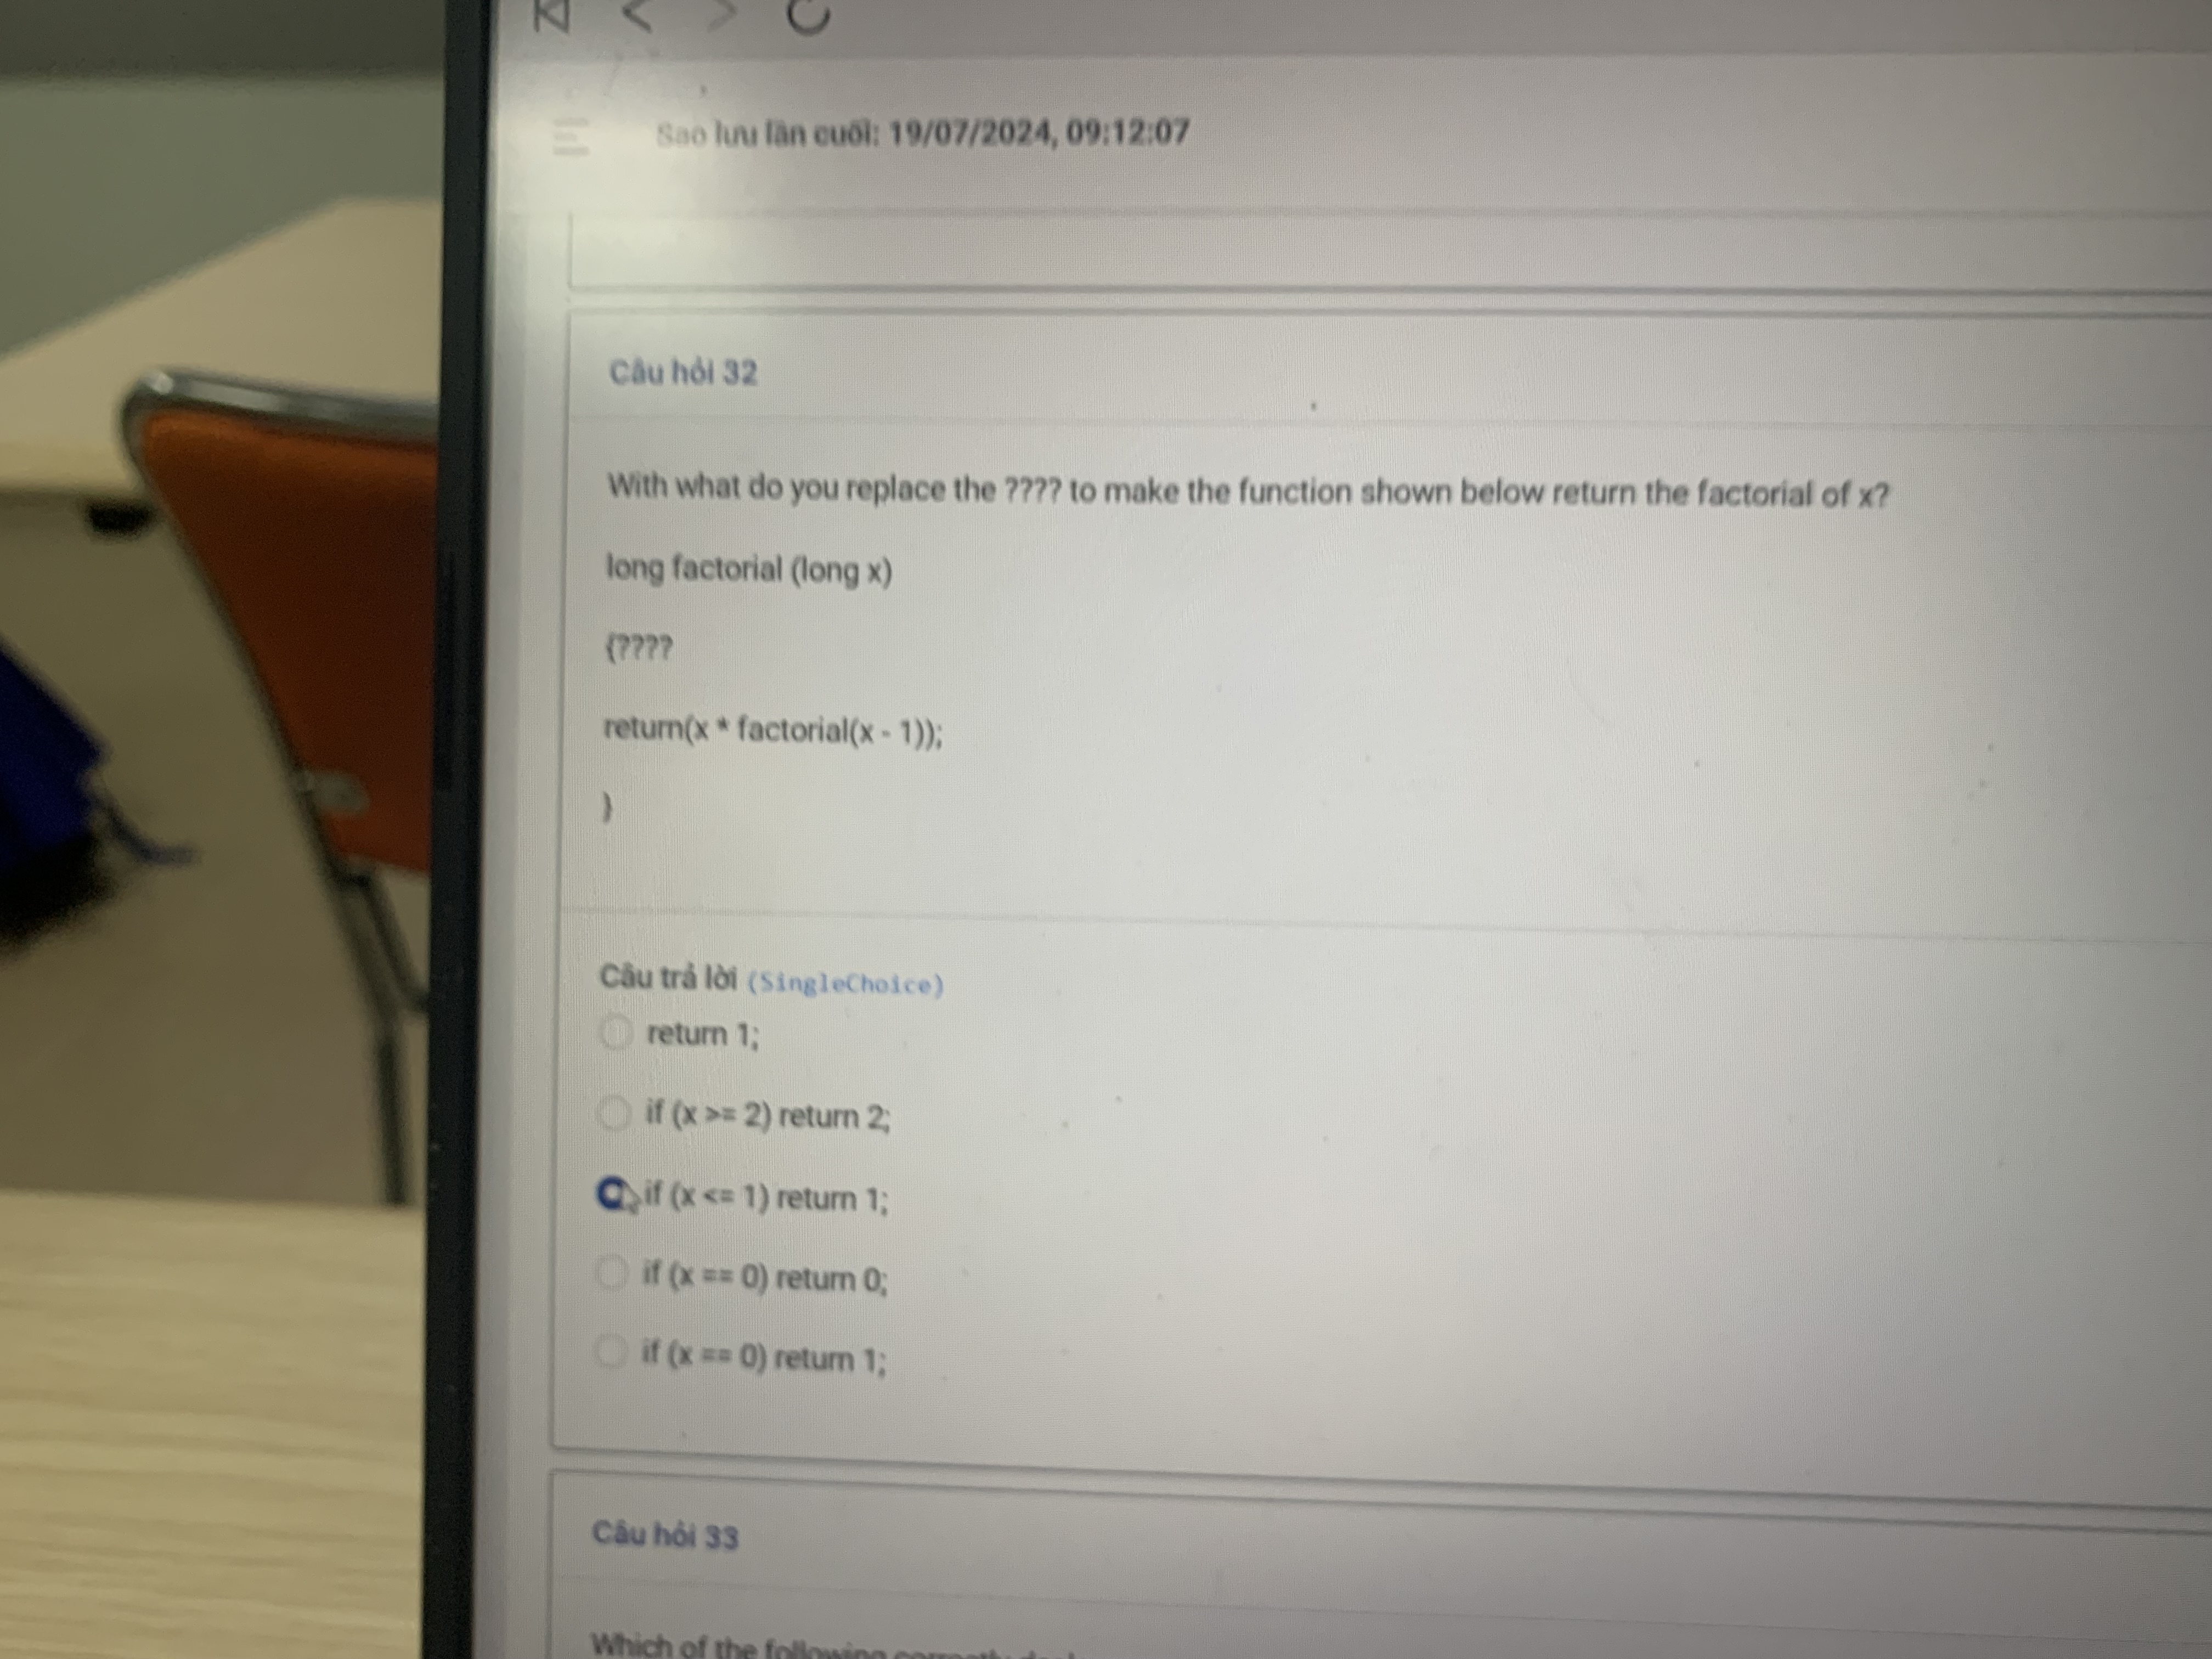 Sao lưu lần cuối: 19/07/2024, 09:12:07
Câu hỏi 32
With what do you replace the ???? to make the function shown below return the factorial of x?
long factorial (long x)
{????
return(x * factorial(x - 1));
}
Câu trả lời (SingleChoice)
return 1;
if (x >= 2) return 2;
if (x <= 1) return 1;
if (x == 0) return 0;
if (x == 0) return 1;
Câu hỏi 33
Which of the following correctly